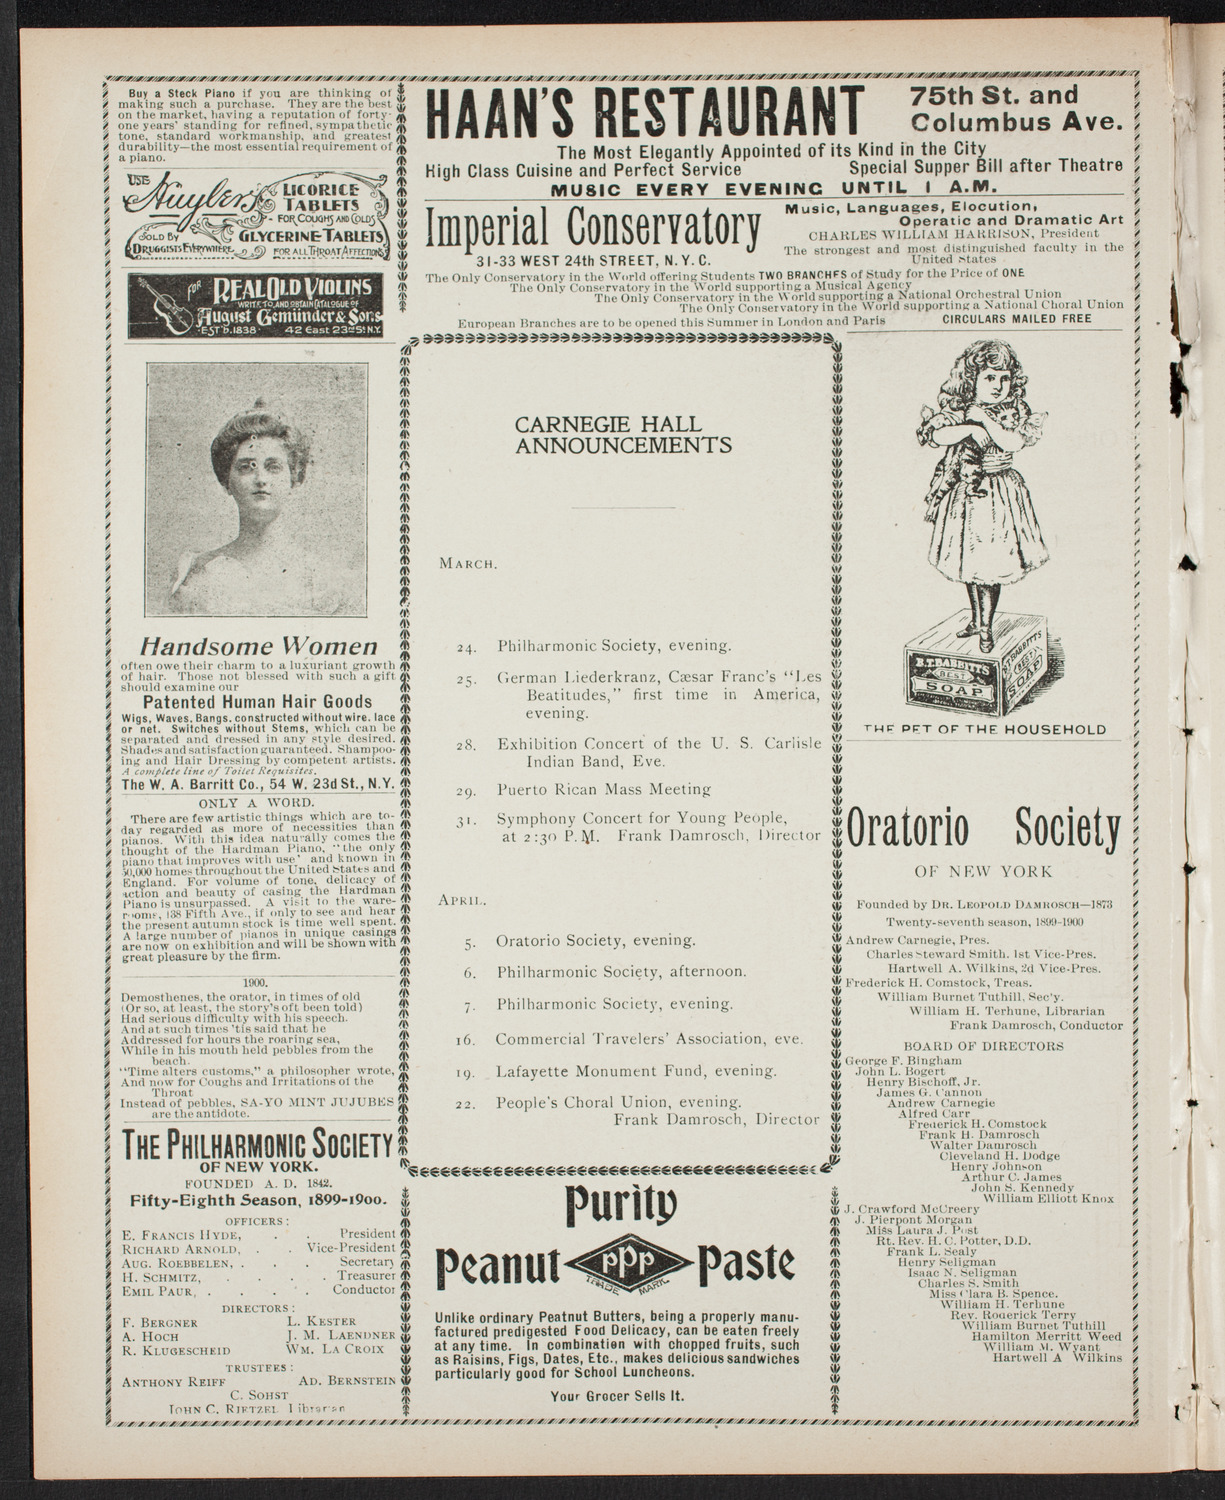 Buy a Steck Piano if you are thinking of
making such a purchase. They are the best
on the market, having a reputation of forty-
one years' standing for refined, sympathetic
tone, standard workmanship, and greatest
durability—the most essential requirement of
a piano.
USE
Huyler's
LICORICE
TABLETS
FOR COUGHS AND COLDS
SOLD BY
DRUGGISTS EVERYWHERE
GLYCERINE-TABLETS
FOR ALL THROAT AFFECTIONS
FOR
REAL OLD VIOLINS
WRITE TO AND OBTAIN CATALOGUE OF
August Gemünder & Sons
EST'D. 1838. 42 East 23rd St. N.Y.
Handsome Women
often owe their charm to a luxuriant growth
of hair. Those not blessed with such a gift
should examine our
Patented Human Hair Goods
Wigs, Waves, Bangs, constructed without wire, lace
or net. Switches without Stems, which can be
separated and dressed in any style desired.
Shades and satisfaction guaranteed. Shampoo-
ing and Hair Dressing by competent artists.
A complete line of Toilet Requisites.
The W. A. Barritt Co., 54 W. 23d St., N.Y.
ONLY A WORD.
There are few artistic things which are to-
day regarded as more of necessities than
pianos. With this idea naturally comes the
thought of the Hardman Piano, "the only
piano that improves with use" and known in
50,000 homes throughout the United States and
England. For volume of tone, delicacy of
action and beauty of casing the Hardman
Piano is unsurpassed. A visit to the ware-
rooms, 138 Fifth Ave., if only to see and hear
the present autumn stock is time well spent.
A large number of pianos in unique casings
are now on exhibition and will be shown with
great pleasure by the firm.
1900.
Demosthenes, the orator, in times of old
(Or so, at least, the story's oft been told)
Had serious difficulty with his speech.
And at such times 'tis said that he
Addressed for hours the roaring sea,
While in his mouth held pebbles from the
beach.
"Time alters customs," a philosopher wrote,
And now for Coughs and Irritations of the
Throat
Instead of pebbles, SA-YO MINT JUJUBES
are the antidote.
THE PHILHARMONIC SOCIETY
OF NEW YORK.
FOUNDED A. D. 1842.
Fifty-Eighth Season, 1899-1900.
OFFICERS:
E. FRANCIS HYDE, . . President
RICHARD ARNOLD, . . Vice-President
AUG. ROEBBELEN, . . . Secretary
H. SCHMITZ, . . . . Treasurer
EMIL PAUR, . . . . Conductor
DIRECTORS:
F. BERGNER L. KESTER
A. HOCH J. M. LAENDNER
R. KLUGESCHEID WM. LA CROIX
TRUSTEES:
ANTHONY REIFF AD. BERNSTEIN
C. SOHST
JOHN C. RIETZEL Librarian
HAAN'S RESTAURANT
75th St. and
Columbus Ave.
The Most Elegantly Appointed of its Kind in the City
High Class Cuisine and Perfect Service Special Supper Bill after Theatre
MUSIC EVERY EVENING UNTIL 1 A.M.
Imperial Conservatory
31-33 WEST 24th STREET, N.Y.C.
Music, Languages, Elocution,
Operatic and Dramatic Art
CHARLES WILLIAM HARRISON, President
The strongest and most distinguished faculty in the
United States
The Only Conservatory in the World offering Students TWO BRANCHES of Study for the Price of ONE
The Only Conservatory in the World supporting a Musical Agency
The Only Conservatory in the World supporting a National Orchestral Union
The Only Conservatory in the World supporting a National Choral Union
European Branches are to be opened this Summer in London and Paris CIRCULARS MAILED FREE
CARNEGIE HALL
ANNOUNCEMENTS
MARCH.
24. Philharmonic Society, evening.
25. German Liederkranz, Cæsar Franc's "Les
Beatitudes," first time in America,
evening.
28. Exhibition Concert of the U. S. Carlisle
Indian Band, Eve.
29. Puerto Rican Mass Meeting
31. Symphony Concert for Young People,
at 2:30 P.M. Frank Damrosch, Director
APRIL.
5. Oratorio Society, evening.
6. Philharmonic Society, afternoon.
7. Philharmonic Society, evening.
16. Commercial Travelers' Association, eve.
19. Lafayette Monument Fund, evening.
22. People's Choral Union, evening.
Frank Damrosch, Director
Purity
Peanut PPP Paste
TRADE MARK.
Unlike ordinary Peatnut Butters, being a properly manu-
factured predigested Food Delicacy, can be eaten freely
at any time. In combination with chopped fruits, such
as Raisins, Figs, Dates, Etc., makes delicious sandwiches
particularly good for School Luncheons.
Your Grocer Sells It.
B.T. BABBITT'S
BEST
SOAP
B.T. BABBITT'S
BEST
SOAP
THE PET OF THE HOUSEHOLD
Oratorio Society
OF NEW YORK
Founded by DR. LEOPOLD DAMROSCH—1873
Twenty-seventh season, 1899-1900
Andrew Carnegie, Pres.
Charles Steward Smith, 1st Vice-Pres.
Hartwell A. Wilkins, 2d Vice-Pres.
Frederick H. Comstock, Treas.
William Burnet Tuthill, Sec'y.
William H. Terhune, Librarian
Frank Damrosch, Conductor
BOARD OF DIRECTORS
George F. Bingham
John L. Bogert
Henry Bischoff, Jr.
James G. Cannon
Andrew Carnegie
Alfred Carr
Frederick H. Comstock
Frank H. Damrosch
Walter Damrosch
Cleveland H. Dodge
Henry Johnson
Arthur C. James
John S. Kennedy
William Elliott Knox
J. Crawford McCreery
J. Pierpont Morgan
Miss Laura J. Post
Rt. Rev. H. C. Potter, D.D.
Frank L. Sealy
Henry Seligman
Isaac N. Seligman
Charles S. Smith
Miss Clara B. Spence.
William H. Terhune
Rev. Roderick Terry
William Burnet Tuthill
Hamilton Merritt Weed
William M. Wyant
Hartwell A Wilkins